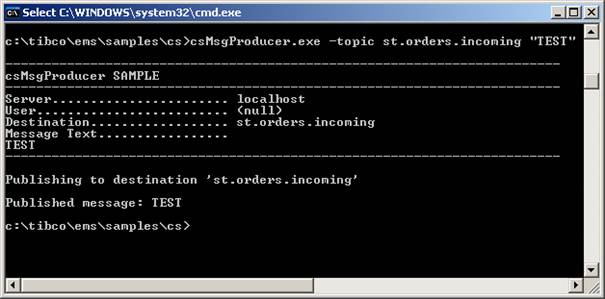 Select C:\WINDOWS\system32\cmd.exe
c:\tibco\ems\samples\cs>csMsgProducer.exe -topic st.orders.incoming "TEST"
------------------------------------------------------------------------
csMsgProducer SAMPLE
------------------------------------------------------------------------
Server....................... localhost
User......................... (null)
Destination.................. st.orders.incoming
Message Text.................
TEST
------------------------------------------------------------------------
Publishing to destination 'st.orders.incoming'
Published message: TEST
c:\tibco\ems\samples\cs>